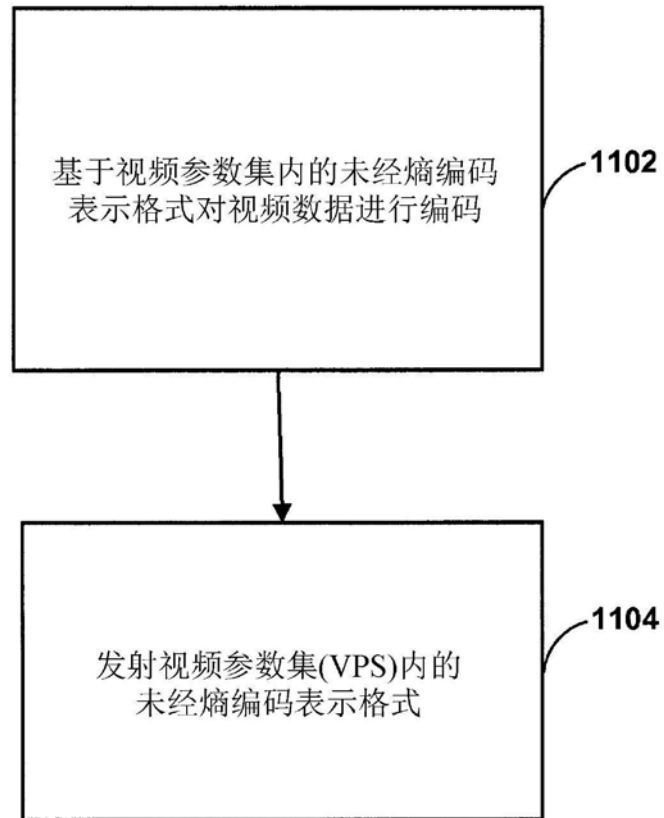 基于视频参数集内的未经熵编码
表示格式对视频数据进行编码
1102
发射视频参数集(VPS)内的
未经熵编码表示格式
1104